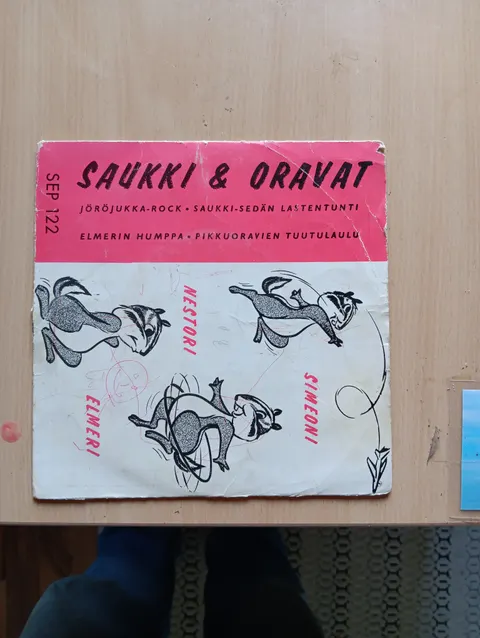 SEP 122
SAUKKI & ORAVAT
JÖRÖJUKKA-ROCK • SAUKKI-SEDÄN LASTENTUNTI
ELMERIN HUMPPA • PIKKUORAVIEN TUUTULAULU
NESTORI
SIMEONI
ELMERI